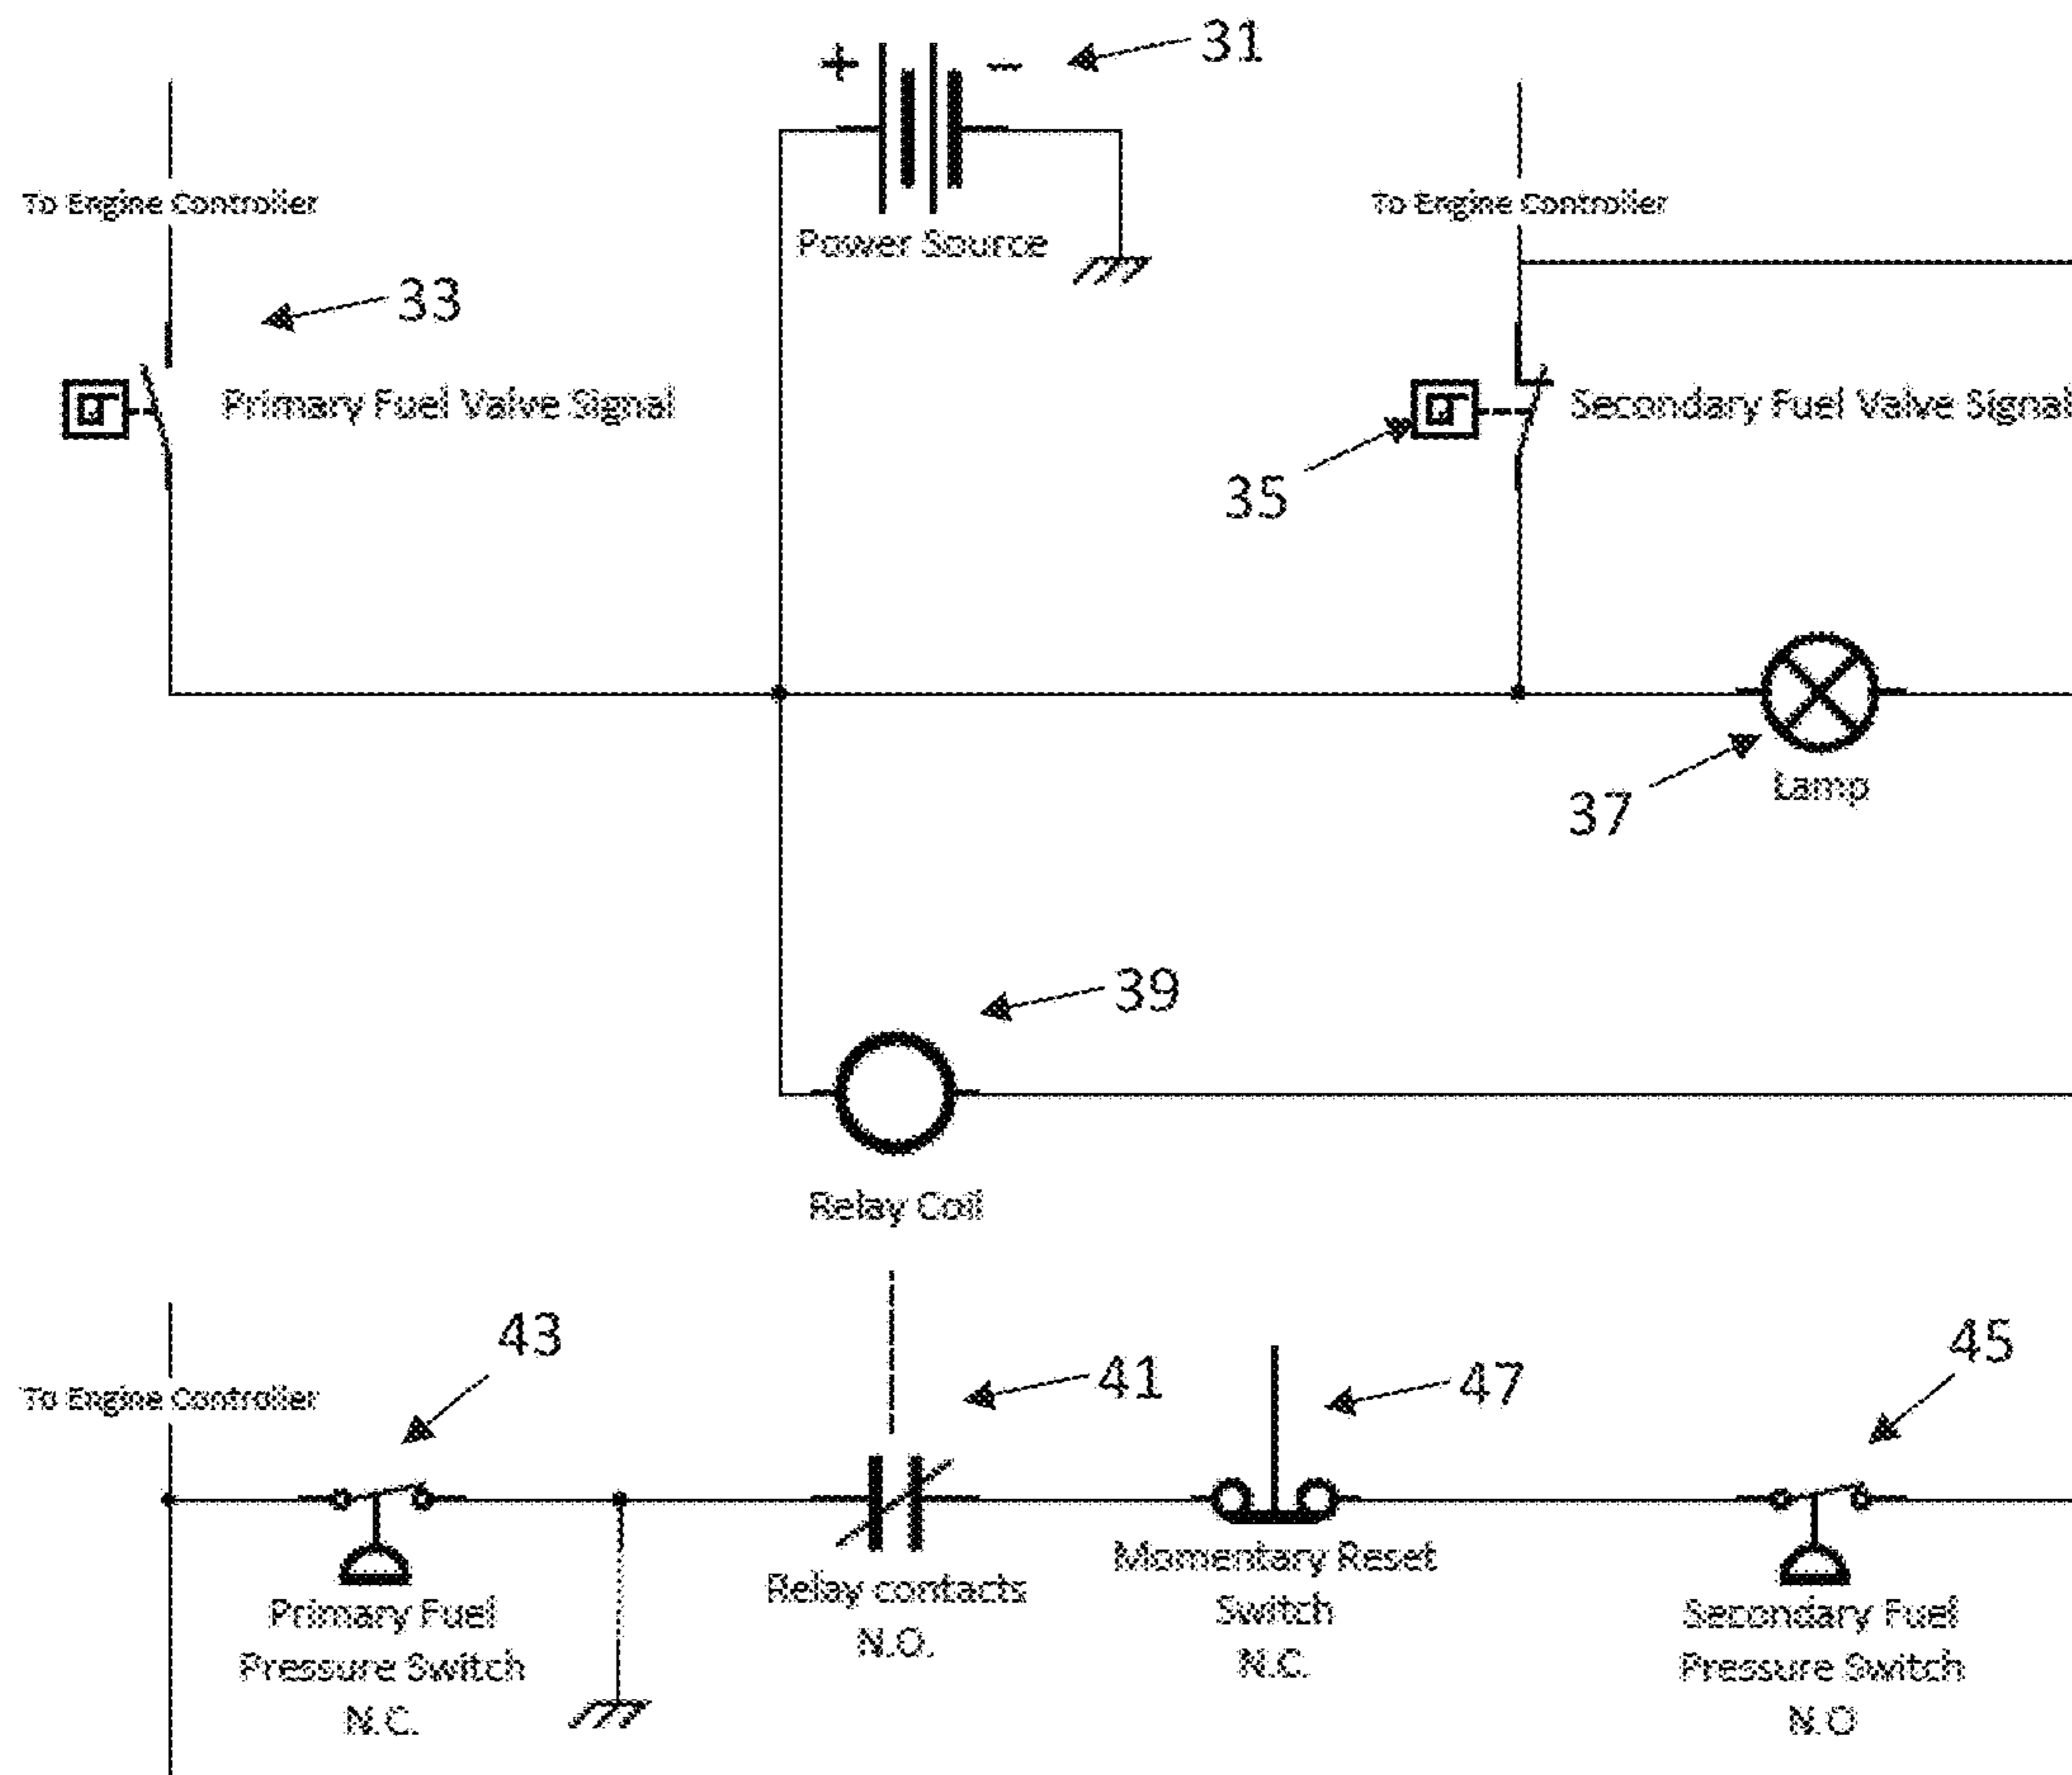 31
+ −
To Engine Controller
Power Source
To Engine Controller
33
Primary Fuel Valve Signal
Secondary Fuel Valve Signal
35
37
Lamp
39
Relay Coil
43
41
47
45
To Engine Controller
Relay contacts
N.O.
Momentary Reset
Switch
N.C.
Primary Fuel
Pressure Switch
N.C.
Secondary Fuel
Pressure Switch
N.O